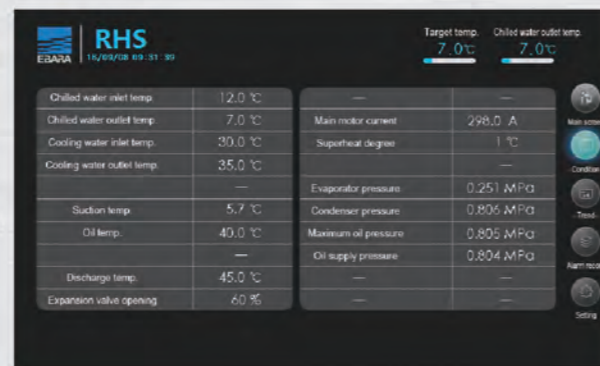 EBARA
RHS
18/09/08 09:31:39
Target temp. Chilled water outlet temp.
7.0℃ 7.0℃
Chilled water inlet temp. 12.0 ℃ — —
Chilled water outlet temp. 7.0 ℃ Main motor current 298.0 A
Cooling water inlet temp. 30.0 ℃ Superheat degree 1 ℃
Cooling water outlet temp. 35.0 ℃ —
— Evaporator pressure 0.251 MPa
Suction temp. 5.7 ℃ Condenser pressure 0.806 MPa
Oil temp. 40.0 ℃ Maximum oil pressure 0.805 MPa
— Oil supply pressure 0.804 MPa
Discharge temp. 45.0 ℃ — —
Expansion valve opening 60 % — —
Main screen
Condition
Trend
Alarm record
Setting